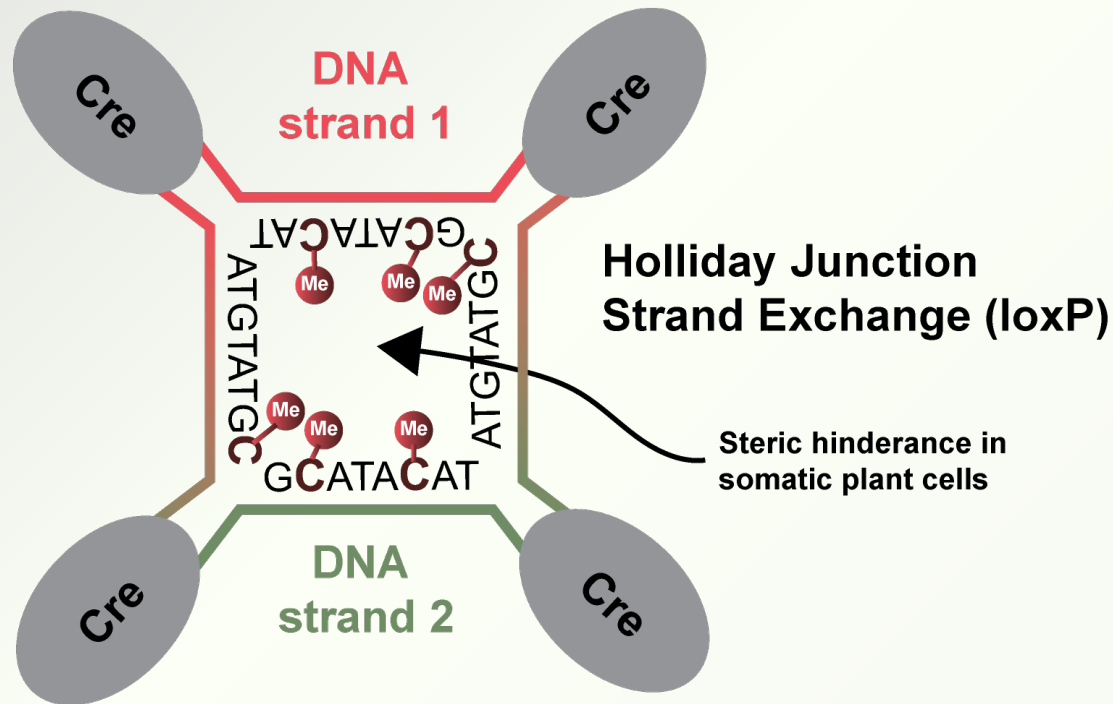 Cre
DNA
strand 1
Cre
GCATACAT
Me
Me
Me
ATGTATGC
ATGTATGC
Holliday Junction
Strand Exchange (loxP)
Me
Me
Me
GCATACAT
Steric hinderance in
somatic plant cells
Cre
DNA
strand 2
Cre